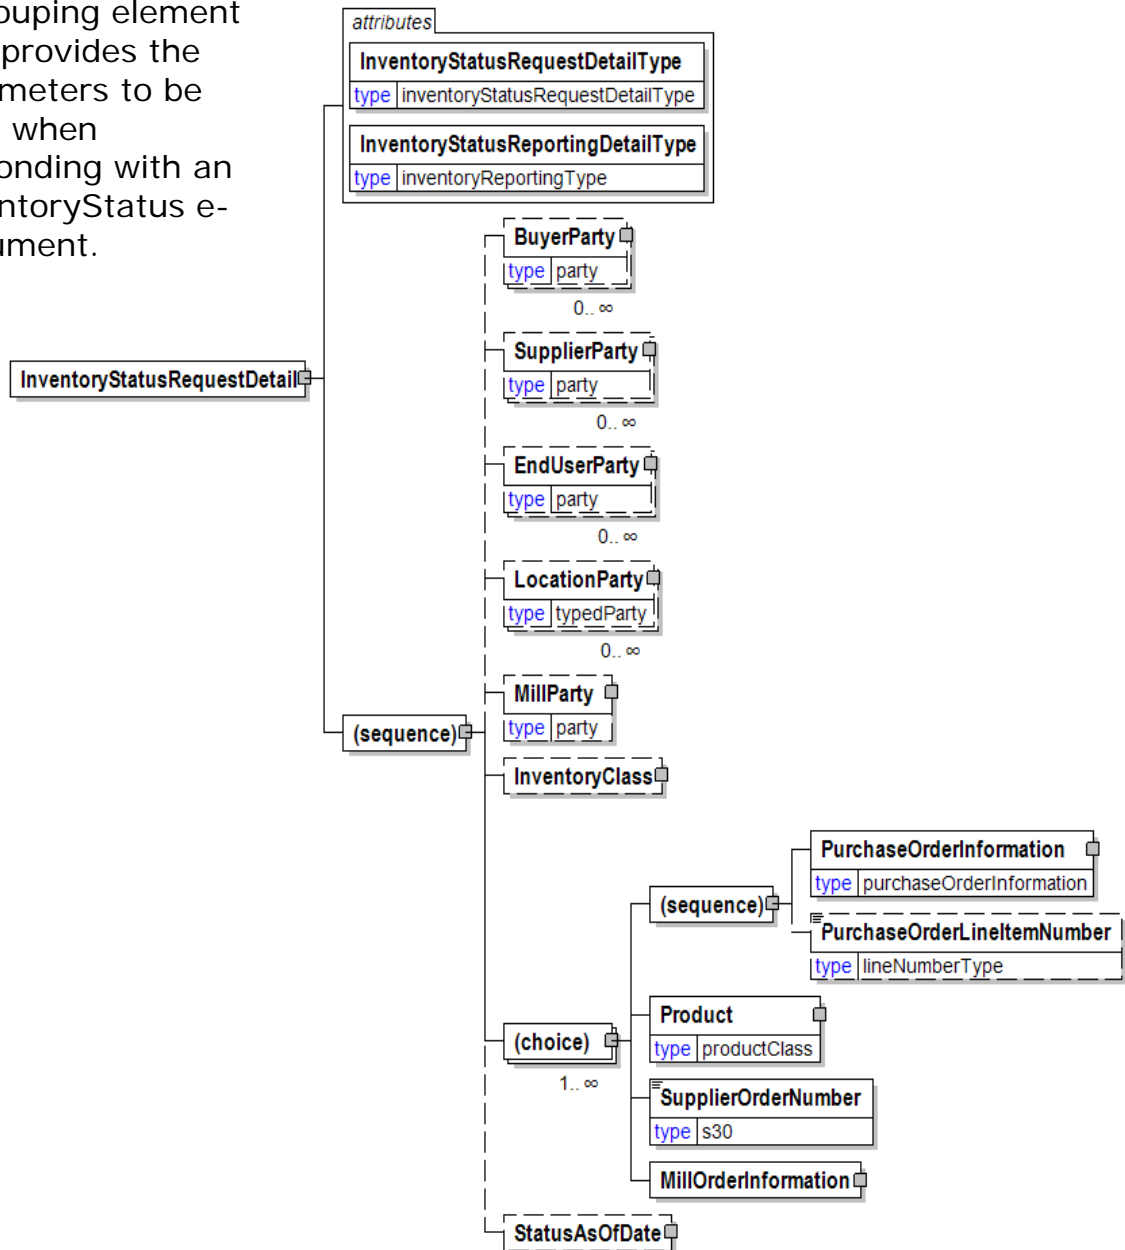 ouping element
provides the
meters to be
when
onding with an
ntoryStatus e-
ument.
attributes
InventoryStatusRequestDetailType
type inventoryStatusRequestDetailType
InventoryStatusReportingDetailType
type inventoryReportingType
BuyerParty
type party
0.. ∞
SupplierParty
type party
0.. ∞
InventoryStatusRequestDetail
EndUserParty
type party
0.. ∞
LocationParty
type typedParty
0.. ∞
MillParty
type party
(sequence)
InventoryClass
PurchaseOrderInformation
type purchaseOrderInformation
(sequence)
PurchaseOrderLineItemNumber
type lineNumberType
Product
type productClass
(choice)
1.. ∞
SupplierOrderNumber
type s30
MillOrderInformation
StatusAsOfDate